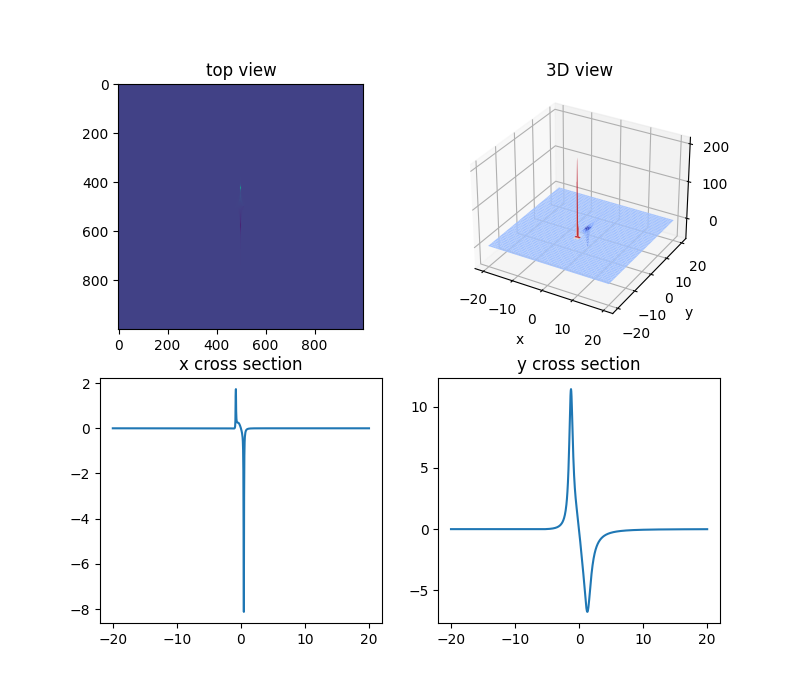 top view
0
200
400
600
800
0 200 400 600 800
3D view
200
100
0
−20 −10 0 10 20
x
−20 −10 0 10 20
y
x cross section
2
0
−2
−4
−6
−8
−20 −10 0 10 20
y cross section
10
5
0
−5
−20 −10 0 10 20